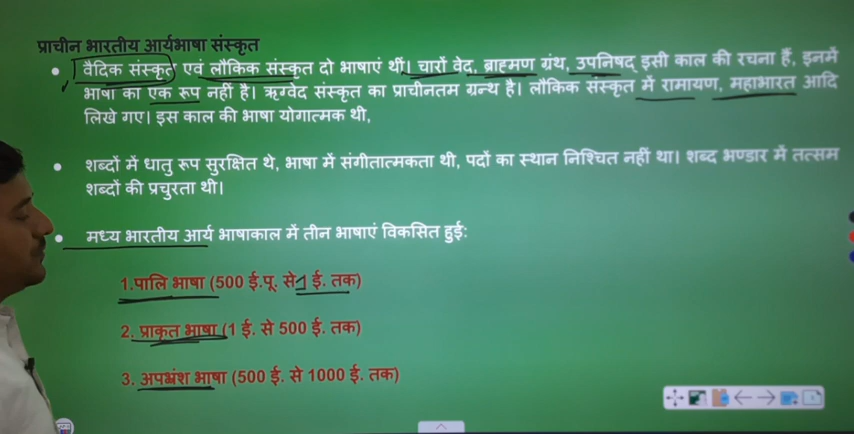 प्राचीन भारतीय आर्यभाषा संस्कृत
• वैदिक संस्कृत एवं लौकिक संस्कृत दो भाषाएं थीं। चारों वेद, ब्राह्मण ग्रंथ, उपनिषद् इसी काल की रचना हैं, इनमें
भाषा का एक रूप नहीं है। ऋग्वेद संस्कृत का प्राचीनतम ग्रन्थ है। लौकिक संस्कृत में रामायण, महाभारत आदि
लिखे गए। इस काल की भाषा योगात्मक थी,
• शब्दों में धातु रूप सुरक्षित थे, भाषा में संगीतात्मकता थी, पदों का स्थान निश्चित नहीं था। शब्द भण्डार में तत्सम
शब्दों की प्रचुरता थी।
• मध्य भारतीय आर्य भाषाकाल में तीन भाषाएं विकसित हुई:
1.पालि भाषा (500 ई.पू. से 1 ई. तक)
2. प्राकृत भाषा (1 ई. से 500 ई. तक)
3. अपभ्रंश भाषा (500 ई. से 1000 ई. तक)